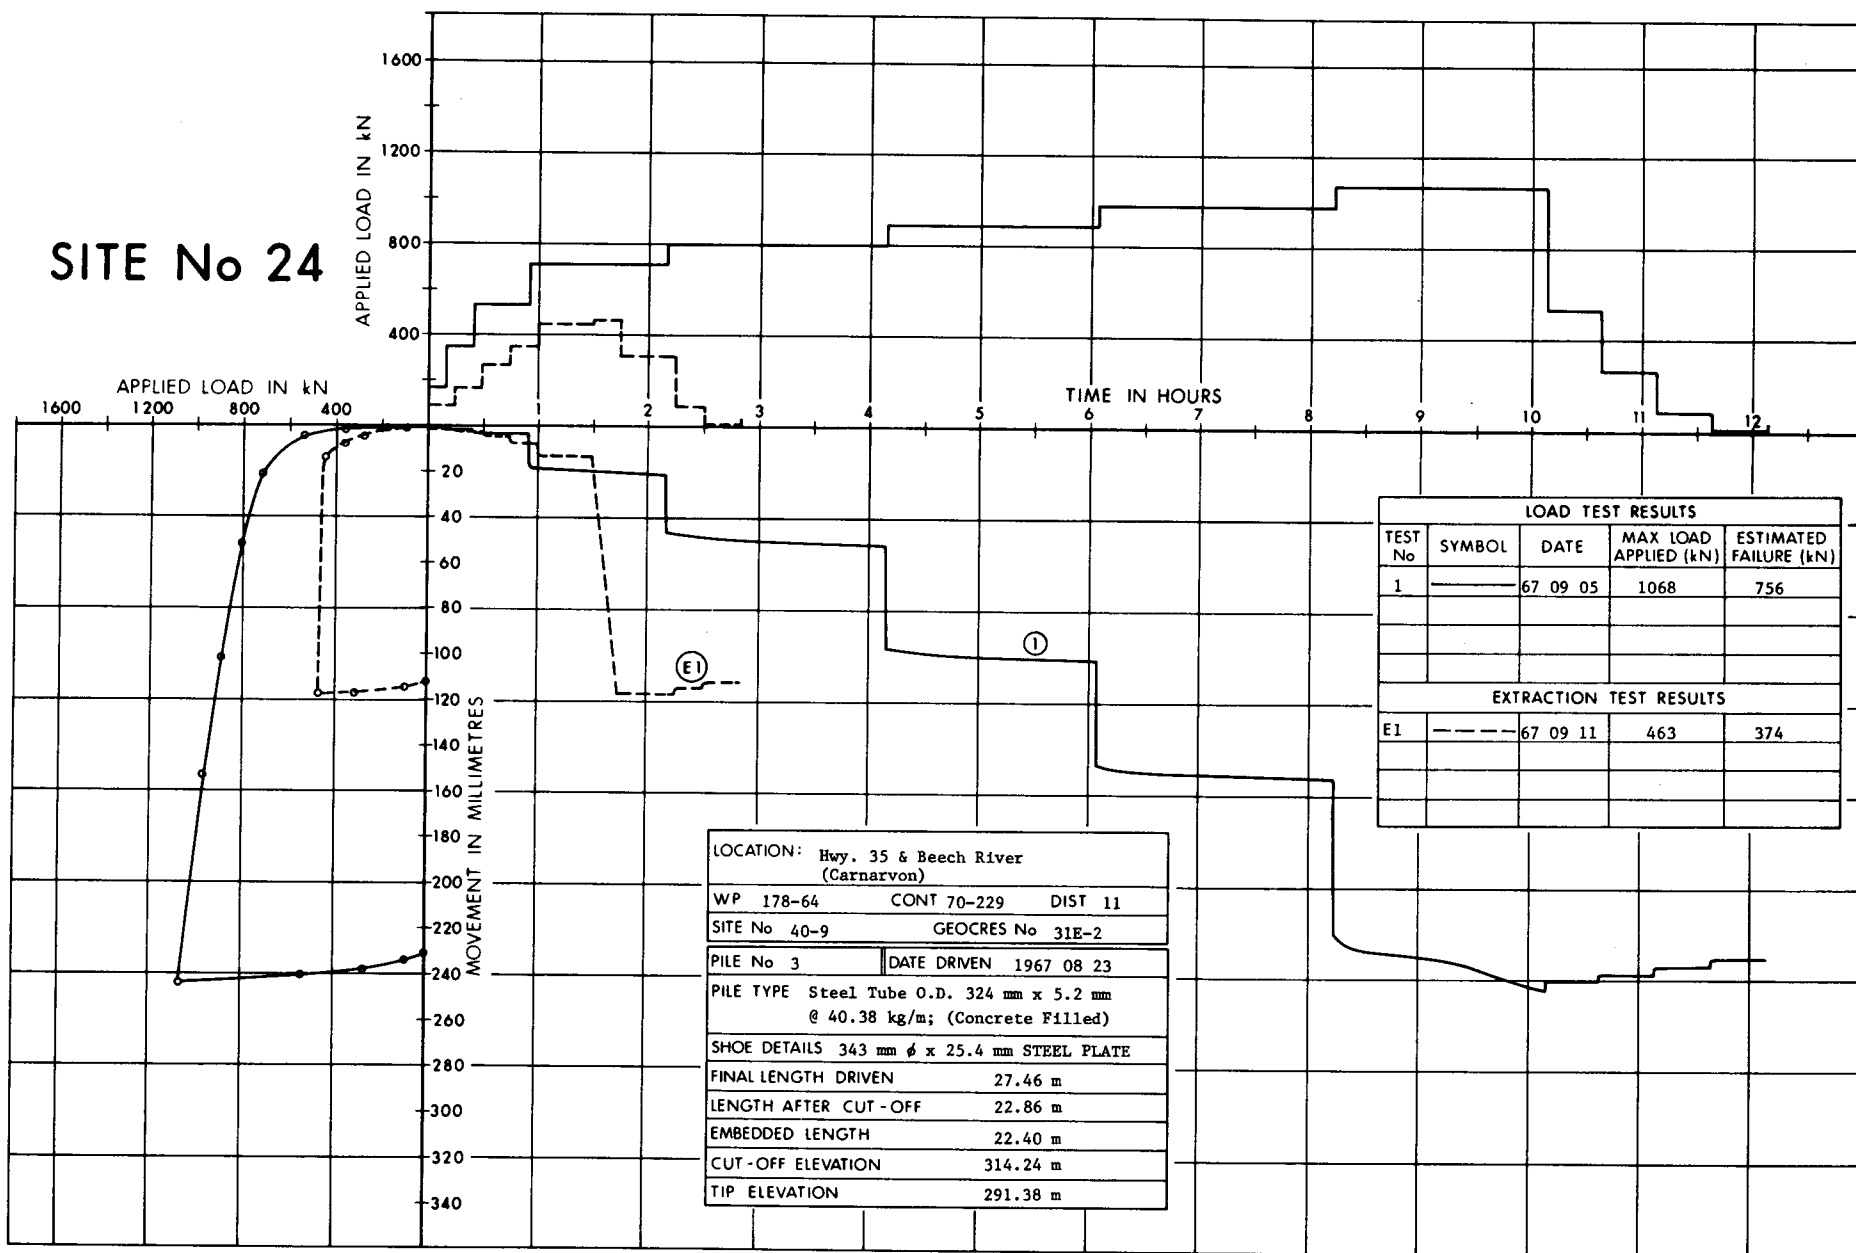 SITE No 24
APPLIED LOAD IN kN
1600
1200
800
400
APPLIED LOAD IN kN
1600 1200 800 400
TIME IN HOURS
1 2 3 4 5 6 7 8 9 10 11 12
MOVEMENT IN MILLIMETRES
20
40
60
80
100
120
140
160
180
200
220
240
260
280
300
320
340
1
E1
LOAD TEST RESULTS
TEST No SYMBOL DATE MAX LOAD APPLIED (kN) ESTIMATED FAILURE (kN)
1 67 09 05 1068 756
EXTRACTION TEST RESULTS
E1 67 09 11 463 374
LOCATION: Hwy. 35 & Beech River
(Carnarvon)
WP 178-64 CONT 70-229 DIST 11
SITE No 40-9 GEOCRES No 31E-2
PILE No 3 DATE DRIVEN 1967 08 23
PILE TYPE Steel Tube O.D. 324 mm x 5.2 mm
@ 40.38 kg/m; (Concrete Filled)
SHOE DETAILS 343 mm ϕ x 25.4 mm STEEL PLATE
FINAL LENGTH DRIVEN 27.46 m
LENGTH AFTER CUT-OFF 22.86 m
EMBEDDED LENGTH 22.40 m
CUT-OFF ELEVATION 314.24 m
TIP ELEVATION 291.38 m